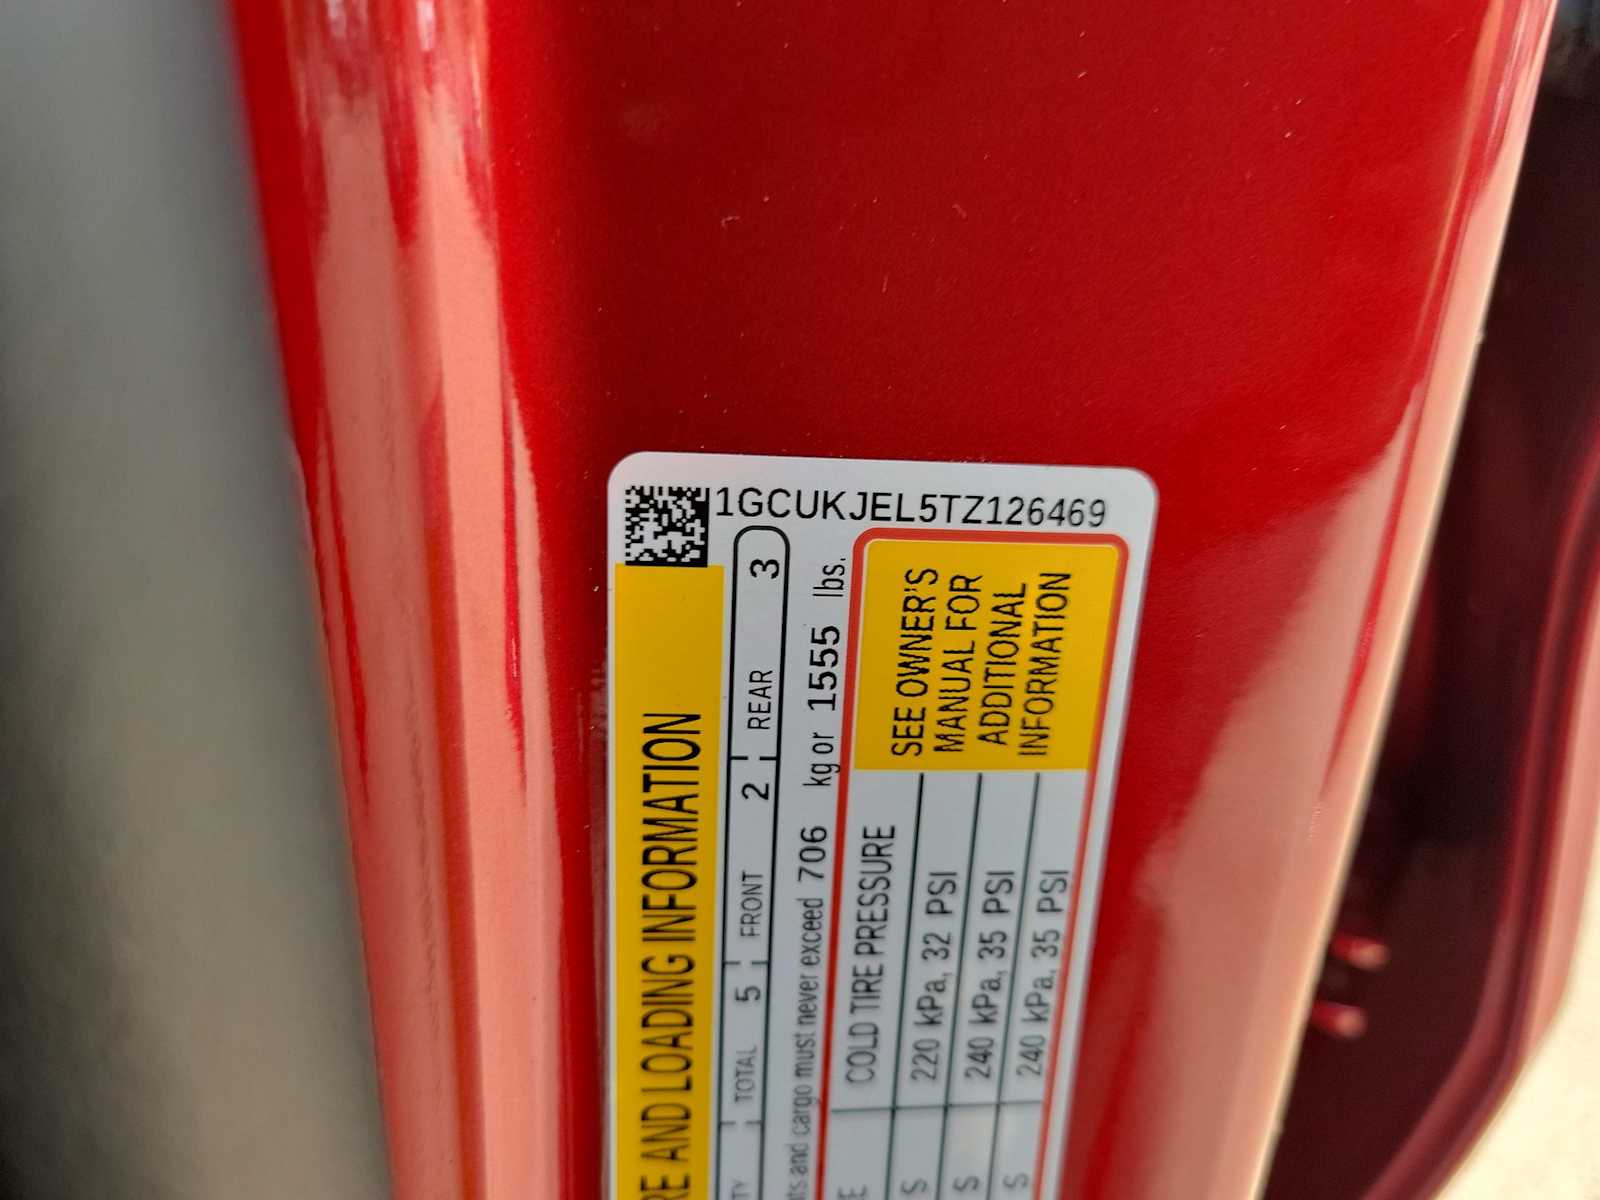 1GCUKJEL5TZ126469
RE AND LOADING INFORMATION
TY TOTAL 5 FRONT 2 REAR 3
and cargo must never exceed 706 kg or 1555 lbs.
E COLD TIRE PRESSURE
S 220 kPa, 32 PSI
S 240 kPa, 35 PSI
S 240 kPa, 35 PSI
SEE OWNER'S
MANUAL FOR
ADDITIONAL
INFORMATION